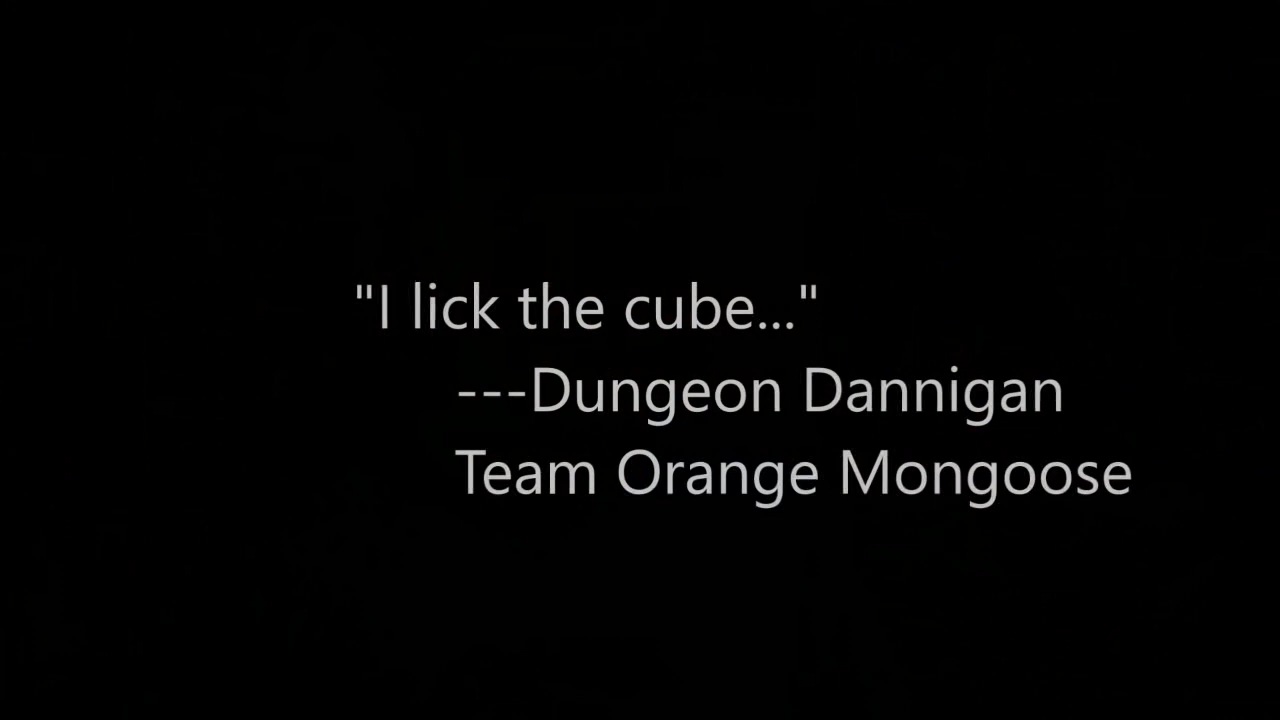 "I lick the cube..."
---Dungeon Dannigan
Team Orange Mongoose